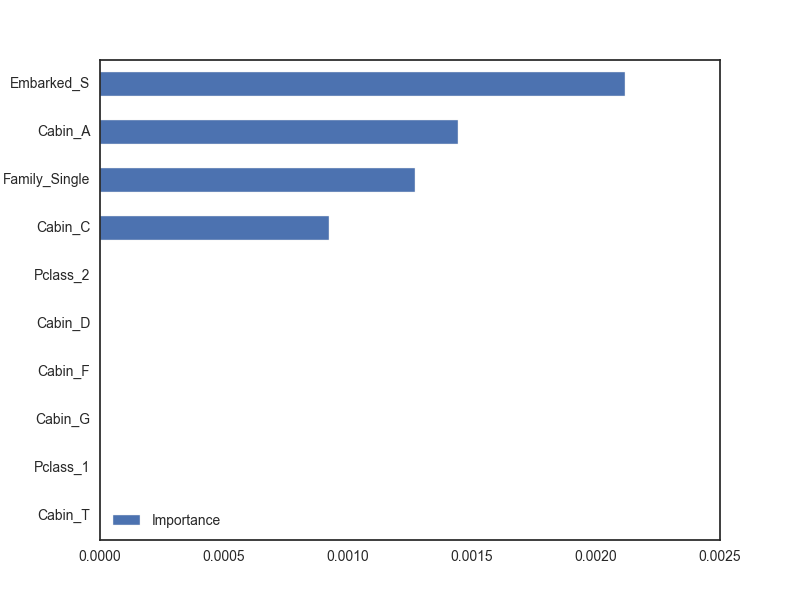 Embarked_S
Cabin_A
Family_Single
Cabin_C
Pclass_2
Cabin_D
Cabin_F
Cabin_G
Pclass_1
Cabin_T
Importance
0.0000 0.0005 0.0010 0.0015 0.0020 0.0025